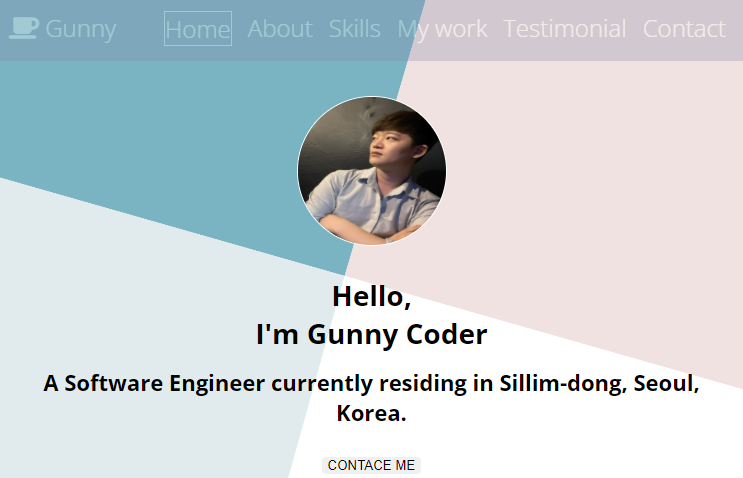 Gunny Home About Skills My work Testimonial Contact
Hello,
I'm Gunny Coder
A Software Engineer currently residing in Sillim-dong, Seoul,
Korea.
CONTACE ME